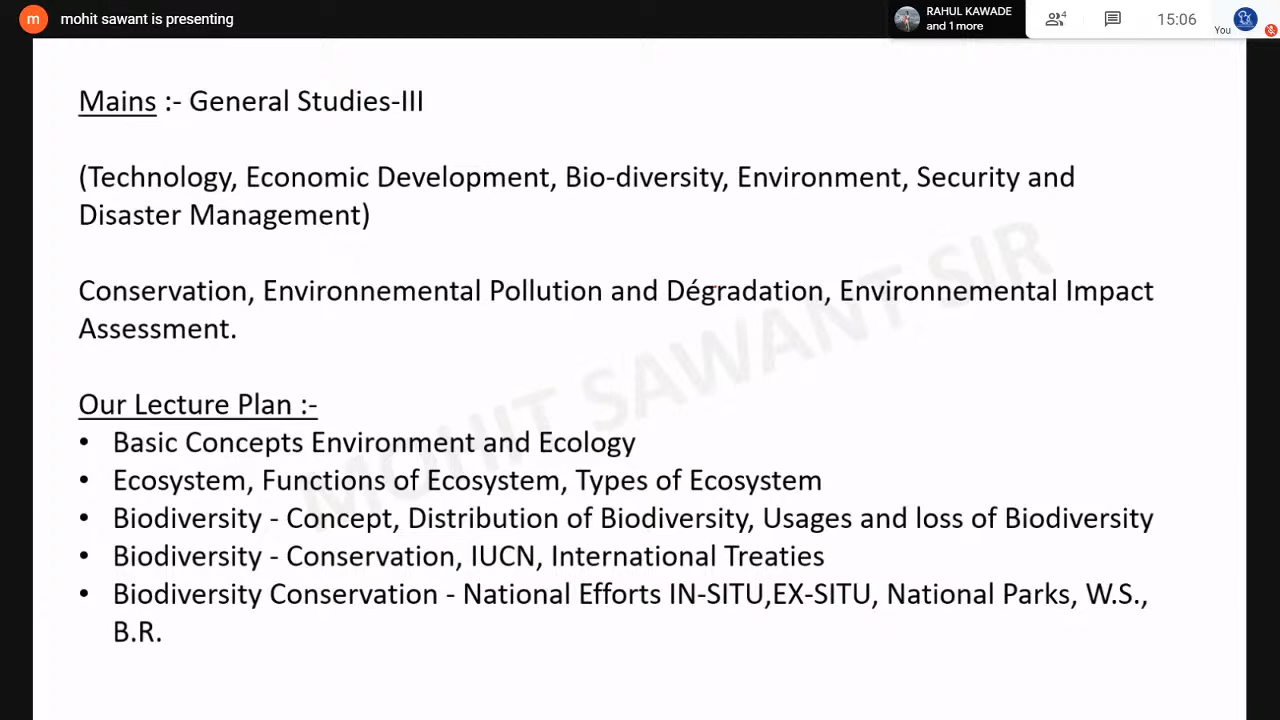 m mohit sawant is presenting
RAHUL KAWADE
and 1 more
4
15:06
You
Mains :- General Studies-III
(Technology, Economic Development, Bio-diversity, Environment, Security and
Disaster Management)
Conservation, Environnemental Pollution and Dégradation, Environnemental Impact
Assessment.
Our Lecture Plan :-
• Basic Concepts Environment and Ecology
• Ecosystem, Functions of Ecosystem, Types of Ecosystem
• Biodiversity - Concept, Distribution of Biodiversity, Usages and loss of Biodiversity
• Biodiversity - Conservation, IUCN, International Treaties
• Biodiversity Conservation - National Efforts IN-SITU,EX-SITU, National Parks, W.S.,
B.R.
MOHIT SAWANT SIR